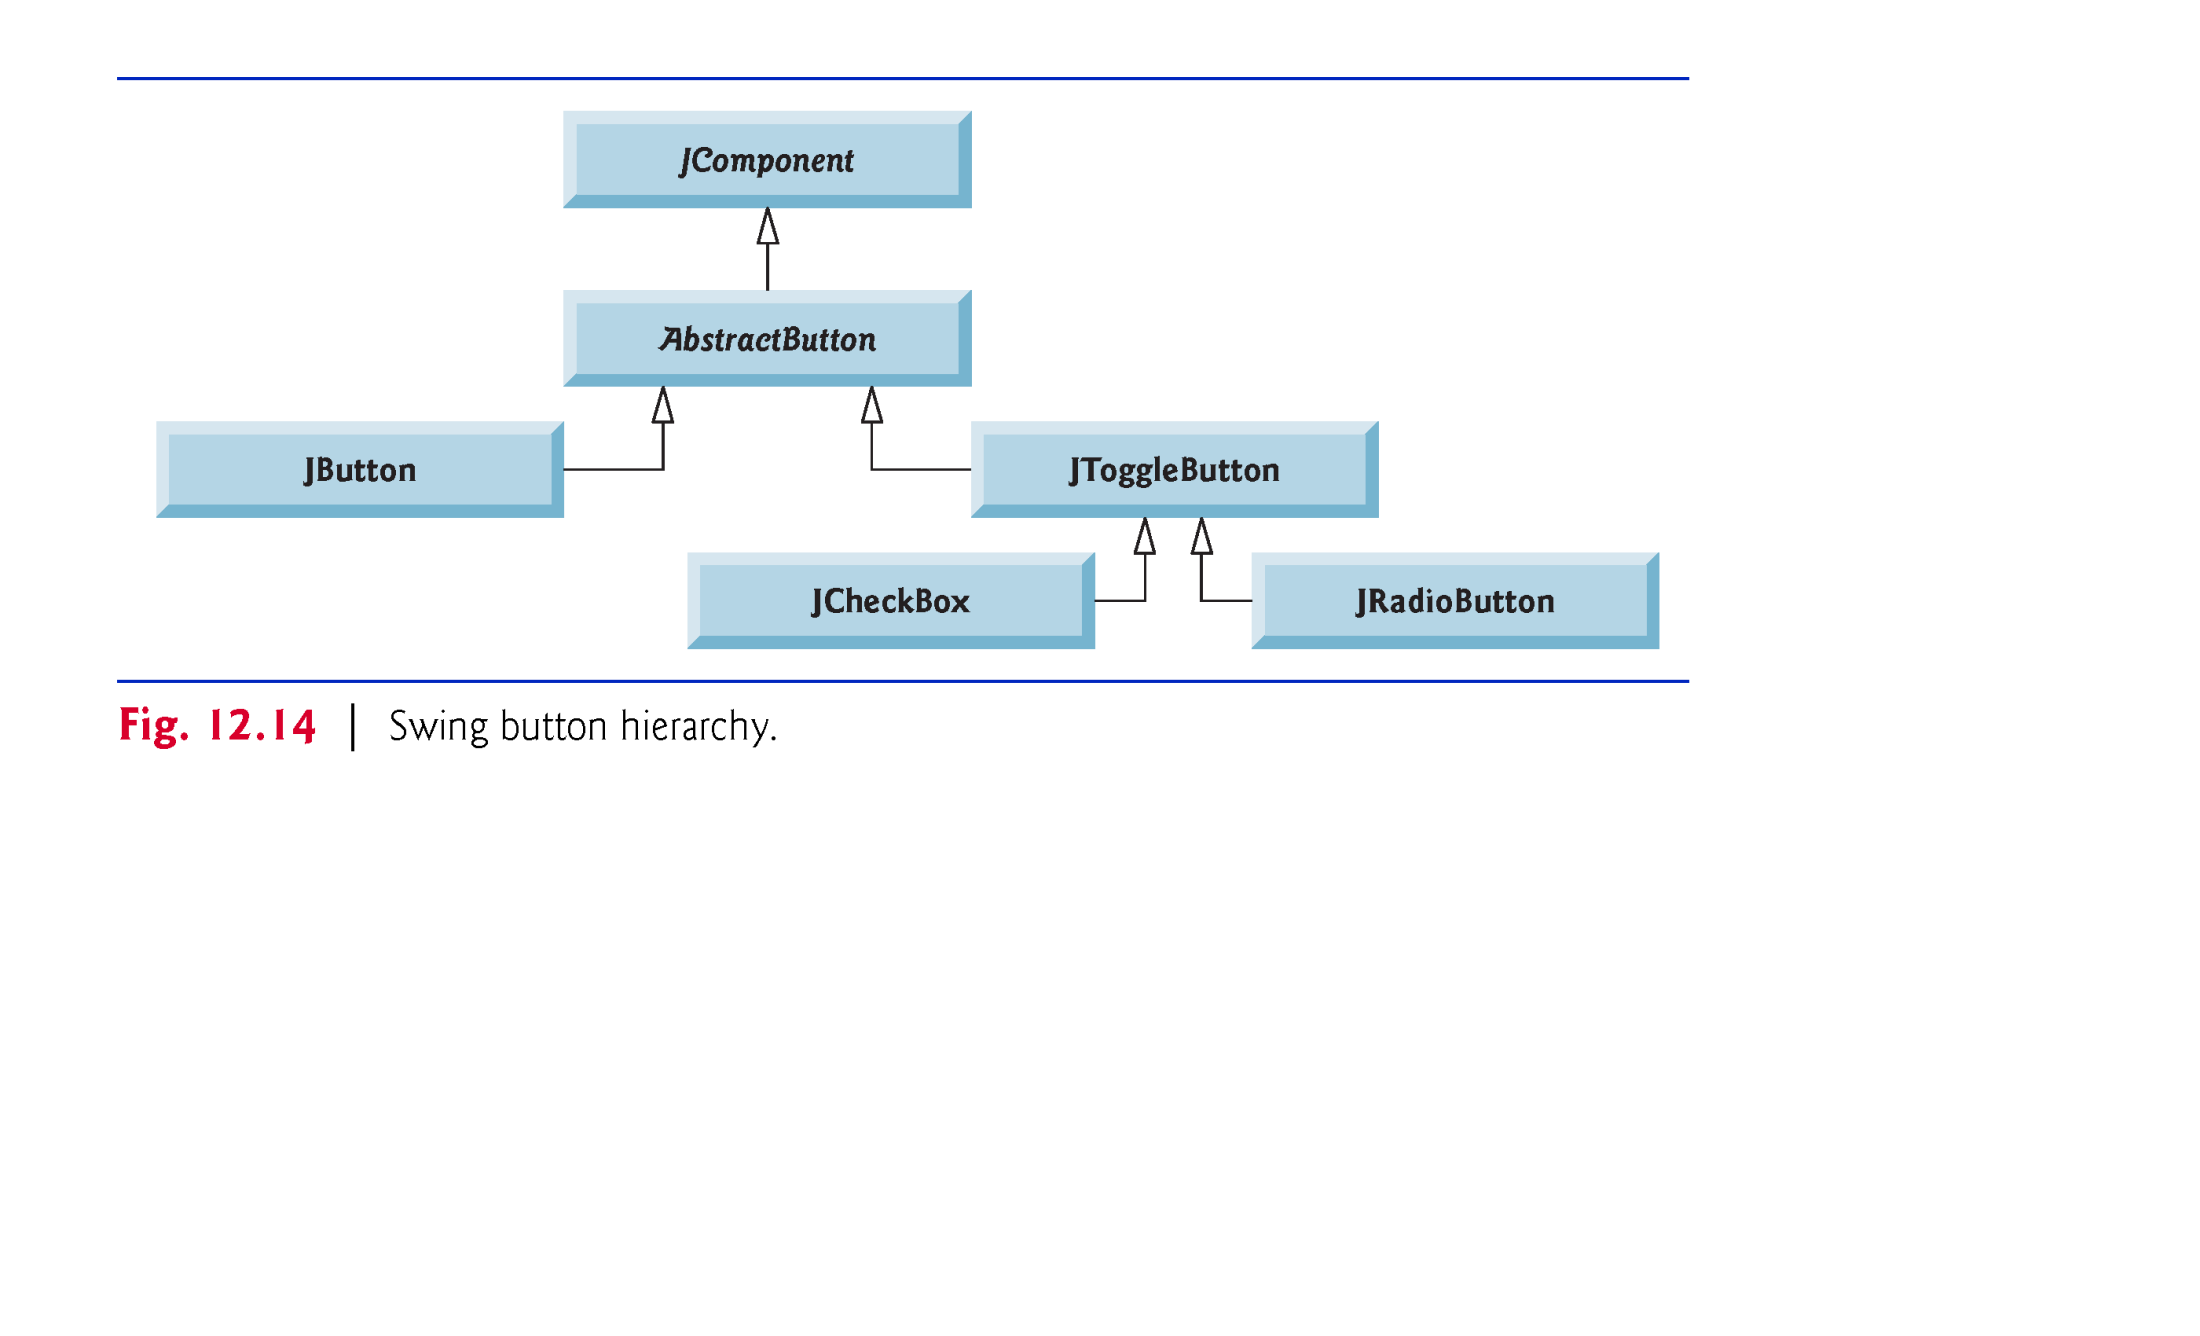 JComponent
AbstractButton
JButton
JToggleButton
JCheckBox
JRadioButton
Fig. 12.14 | Swing button hierarchy.